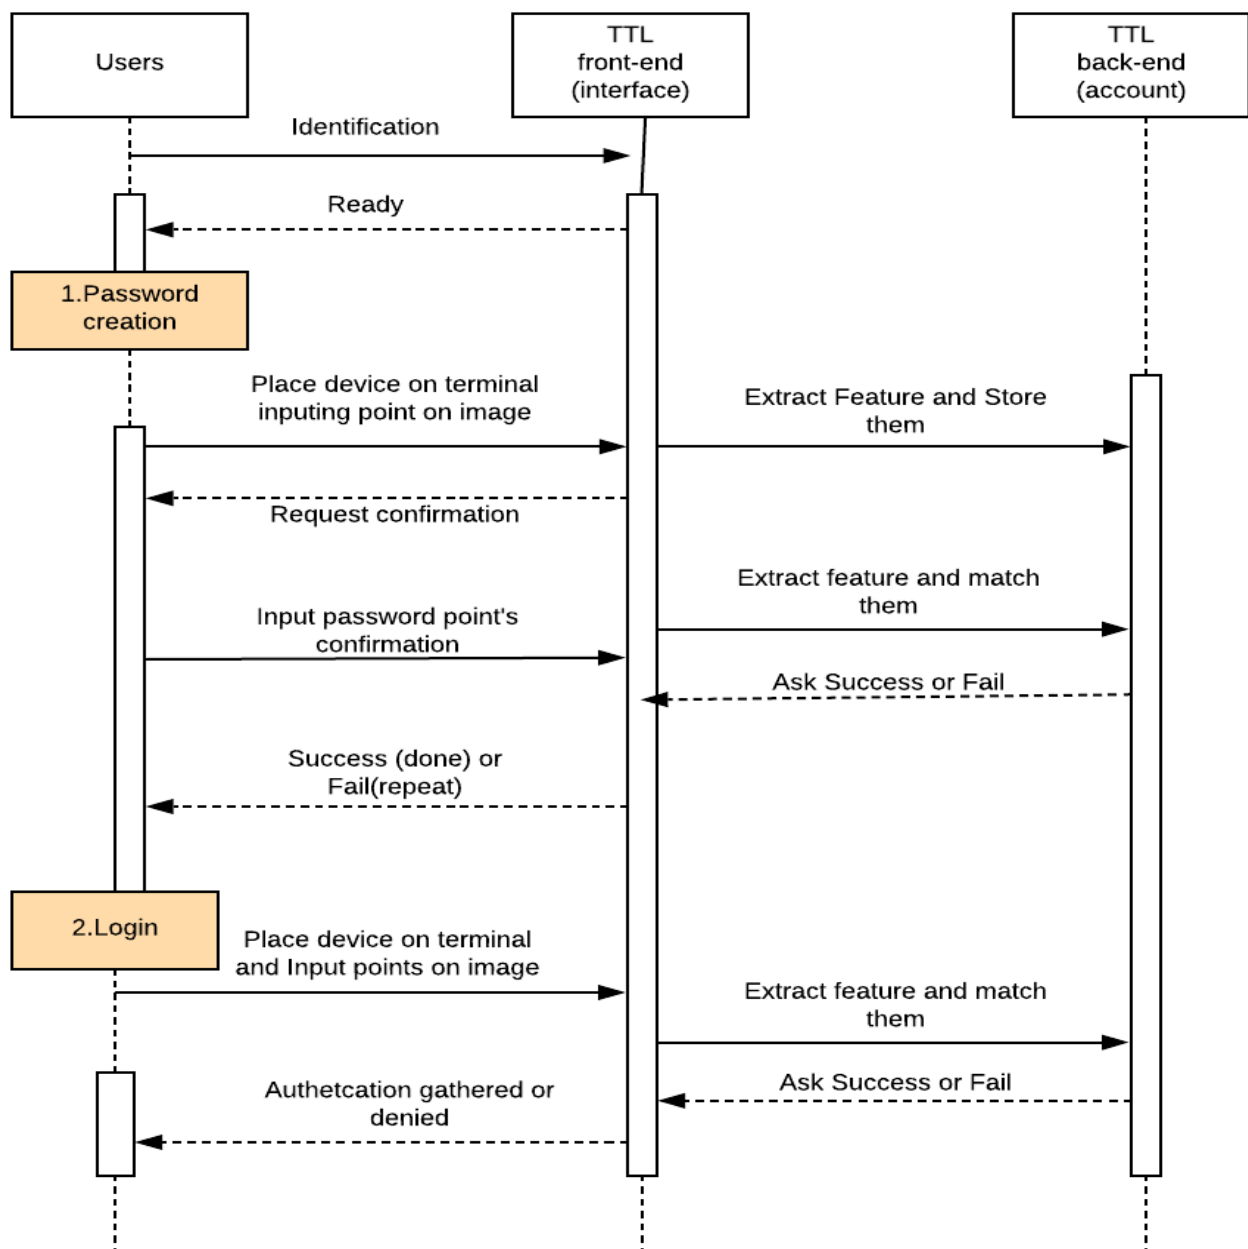 Users
TTL
front-end
(interface)
TTL
back-end
(account)
Identification
Ready
1.Password
creation
Place device on terminal
inputing point on image
Extract Feature and Store
them
Request confirmation
Extract feature and match
them
Input password point's
confirmation
Ask Success or Fail
Success (done) or
Fail(repeat)
2.Login
Place device on terminal
and Input points on image
Extract feature and match
them
Ask Success or Fail
Authetcation gathered or
denied